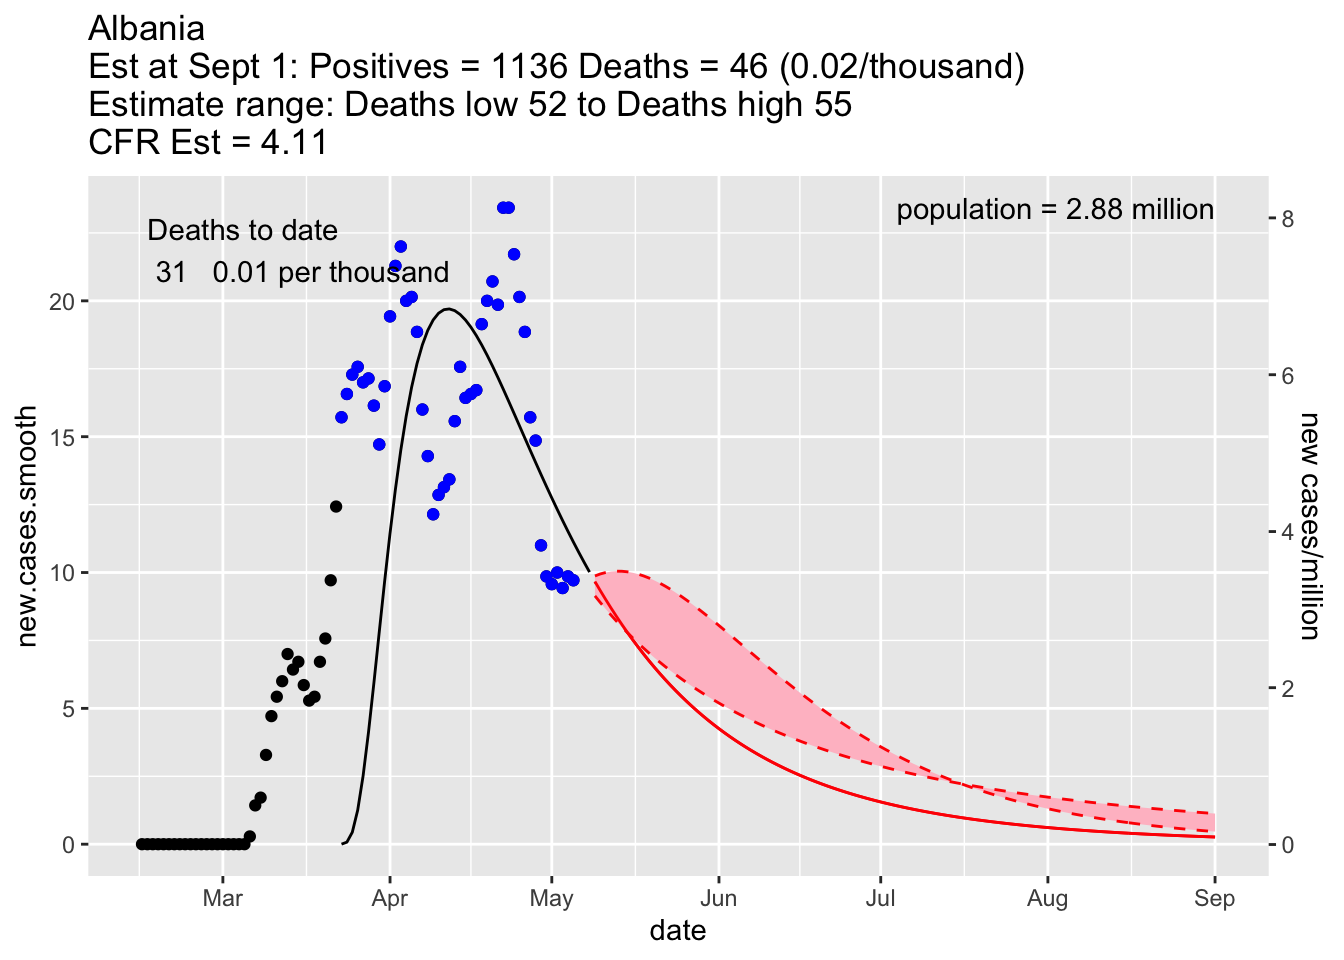 Albania
Est at Sept 1: Positives = 1136 Deaths = 46 (0.02/thousand)
Estimate range: Deaths low 52 to Deaths high 55
CFR Est = 4.11
Deaths to date
31 0.01 per thousand
population = 2.88 million
20
15
10
5
0
new.cases.smooth
8
6
4
2
0
new cases/million
Mar
Apr
May
Jun
Jul
Aug
Sep
date